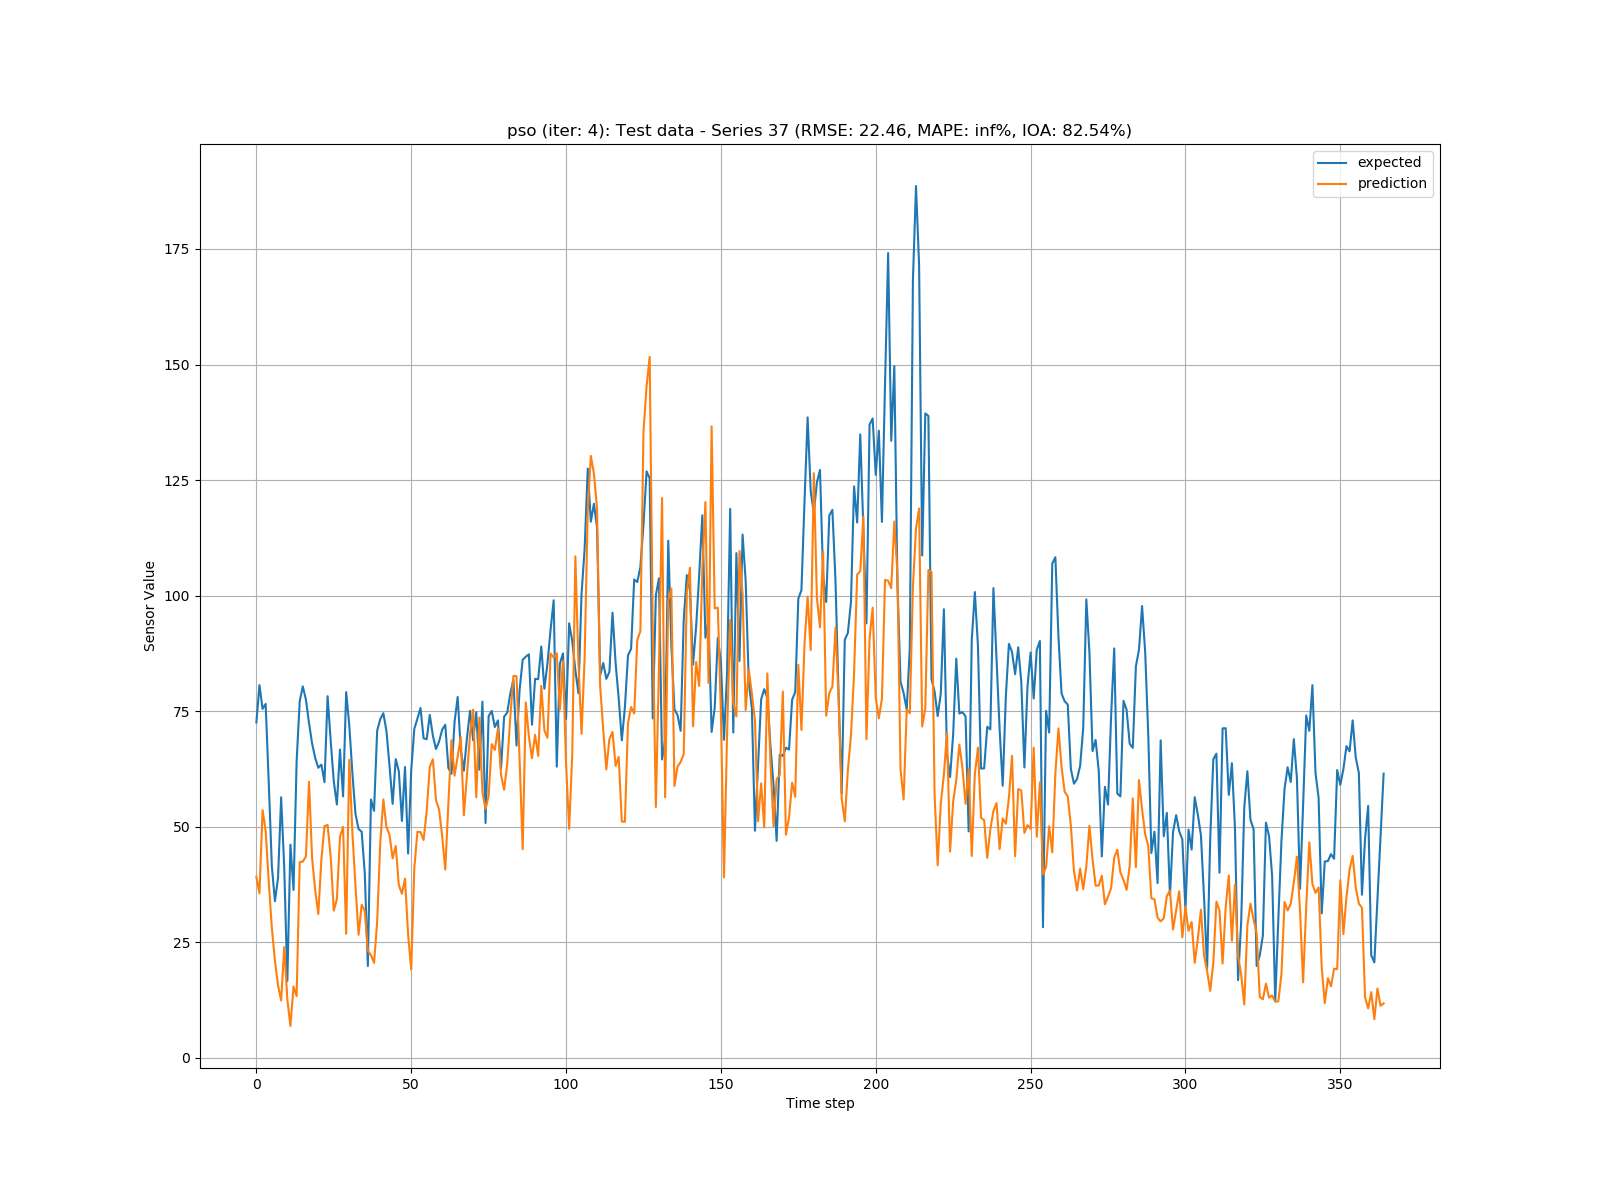 pso (iter: 4): Test data - Series 37 (RMSE: 22.46, MAPE: inf%, IOA: 82.54%)
expected
prediction
175
150
125
100
75
50
25
0
Sensor Value
0 50 100 150 200 250 300 350
Time step